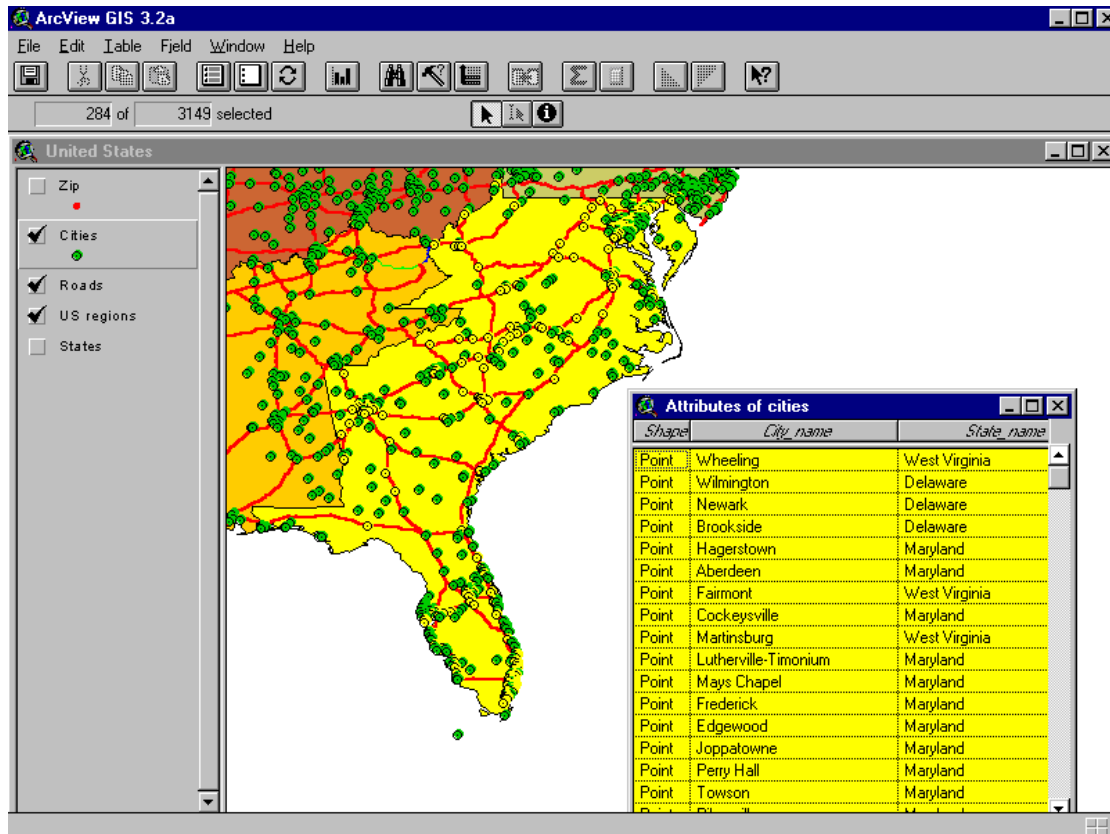 ArcView GIS 3.2a
File Edit Table Field Window Help
284 of 3149 selected
United States
Zip
Cities
Roads
US regions
States
Attributes of cities
Shape City_name State_name
Point Wheeling West Virginia
Point Wilmington Delaware
Point Newark Delaware
Point Brookside Delaware
Point Hagerstown Maryland
Point Aberdeen Maryland
Point Fairmont West Virginia
Point Cockeysville Maryland
Point Martinsburg West Virginia
Point Lutherville-Timonium Maryland
Point Mays Chapel Maryland
Point Frederick Maryland
Point Edgewood Maryland
Point Joppatowne Maryland
Point Perry Hall Maryland
Point Towson Maryland